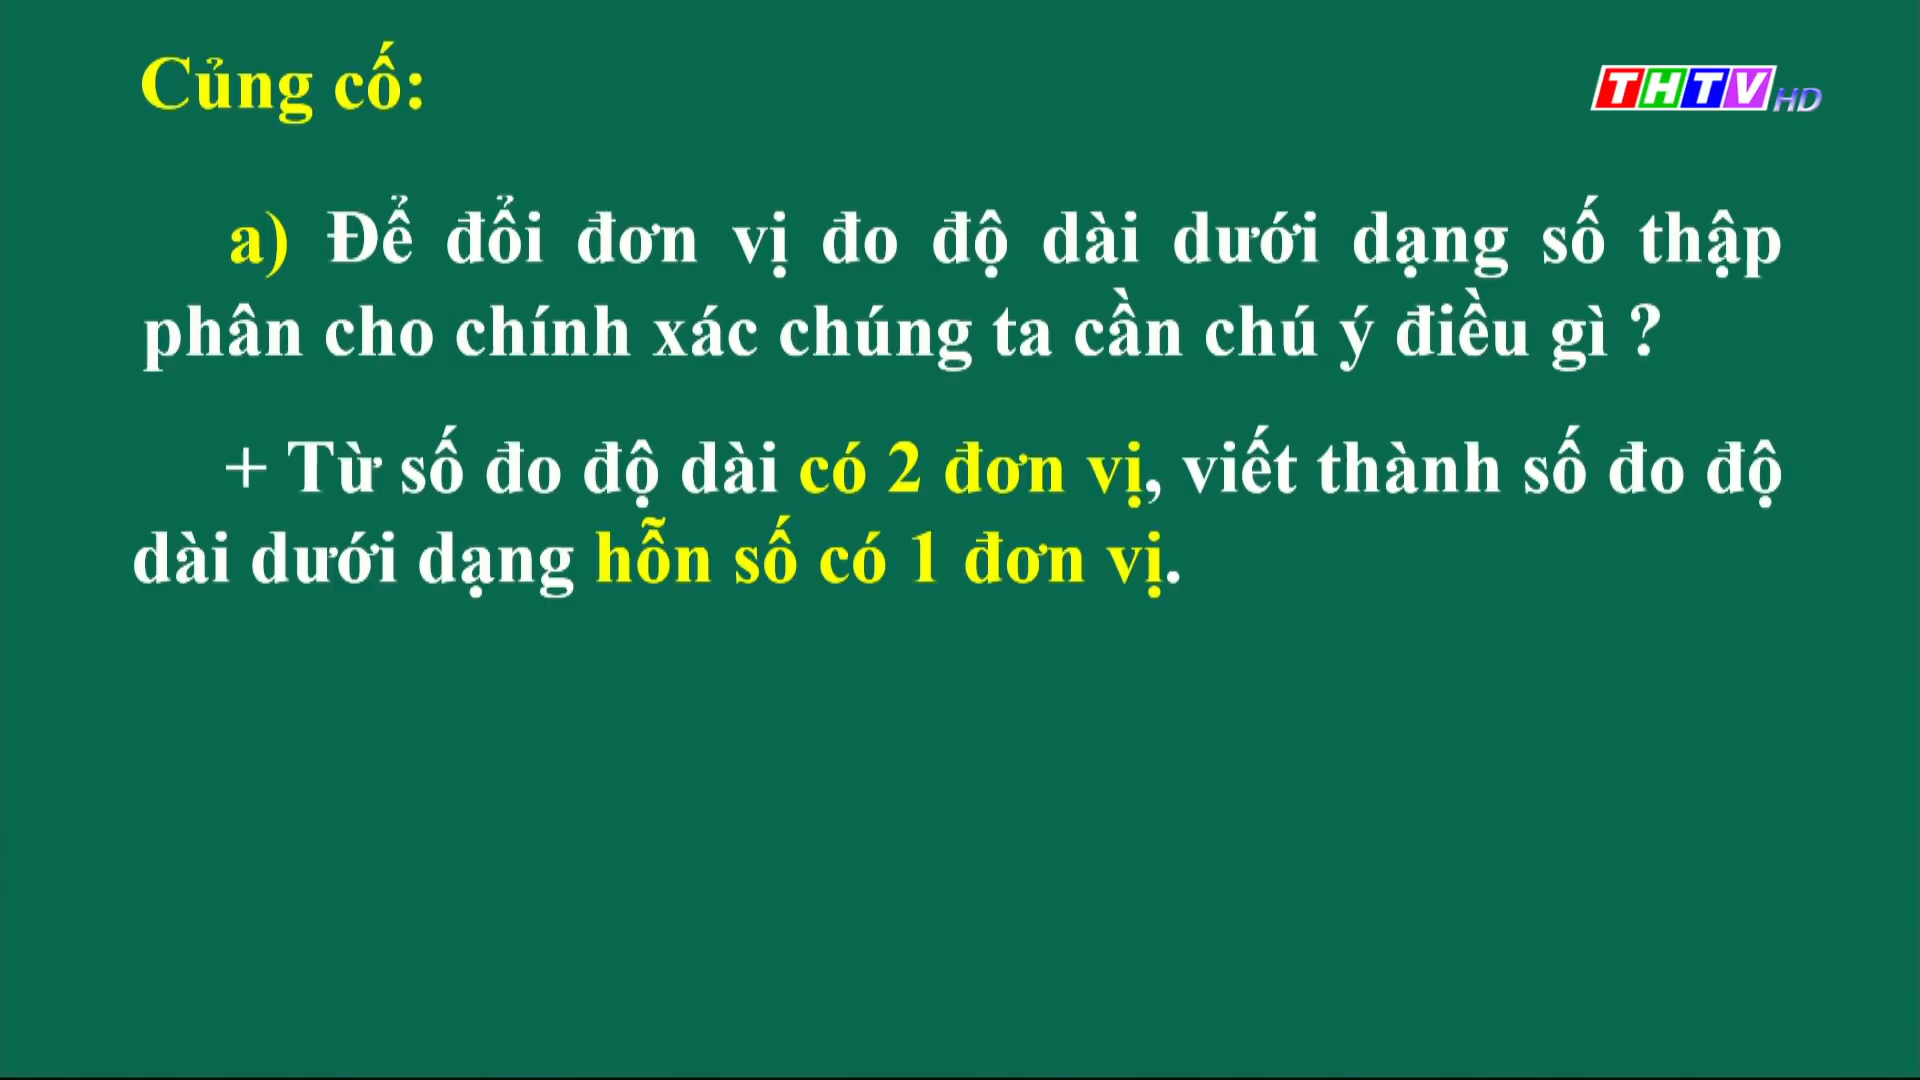 Củng cố:
THTV HD
a) Để đổi đơn vị đo độ dài dưới dạng số thập
phân cho chính xác chúng ta cần chú ý điều gì ?
+ Từ số đo độ dài có 2 đơn vị, viết thành số đo độ
dài dưới dạng hỗn số có 1 đơn vị.